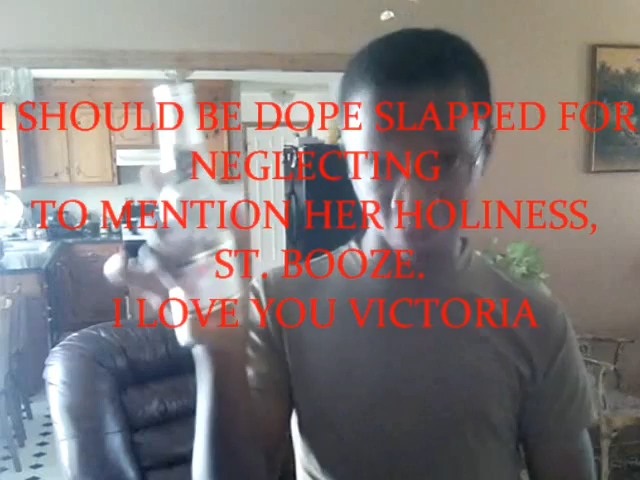 I SHOULD BE DOPE SLAPPED FOR
NEGLECTING
TO MENTION HER HOLINESS,
ST. BOOZE.
I LOVE YOU VICTORIA